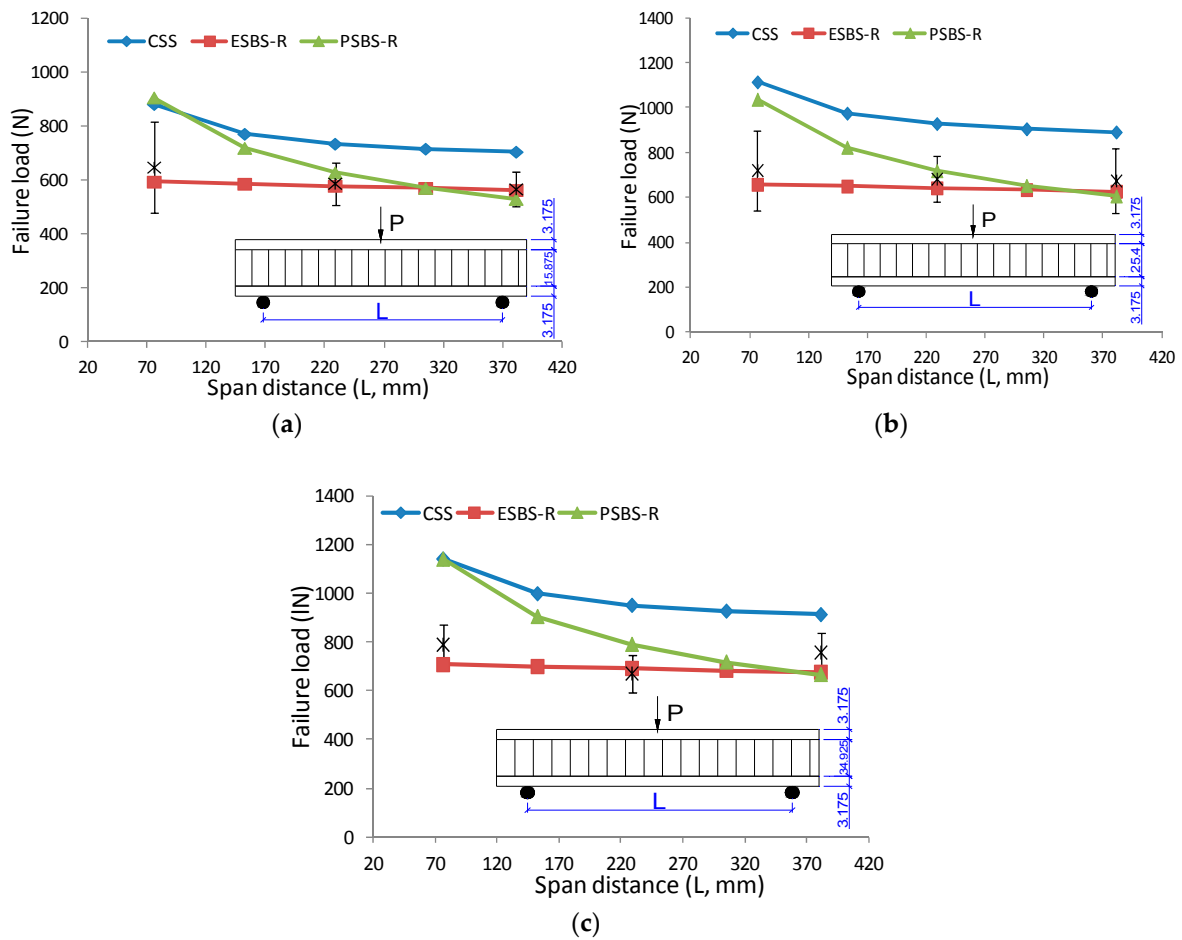 1200
1000
800
600
400
200
0
Failure load (N)
CSS ESBS-R PSBS-R
P
L
3.175
15.875
3.175
20 70 120 170 220 270 320 370 420
Span distance (L, mm)
(a)
1400
1200
1000
800
600
400
200
0
Failure load (N)
CSS ESBS-R PSBS-R
P
L
3.175
25.4
3.175
20 70 120 170 220 270 320 370 420
Span distance (L, mm)
(b)
1400
1200
1000
800
600
400
200
0
Failure load (IN)
CSS ESBS-R PSBS-R
P
L
3.175
34.925
3.175
20 70 120 170 220 270 320 370 420
Span distance (L, mm)
(c)